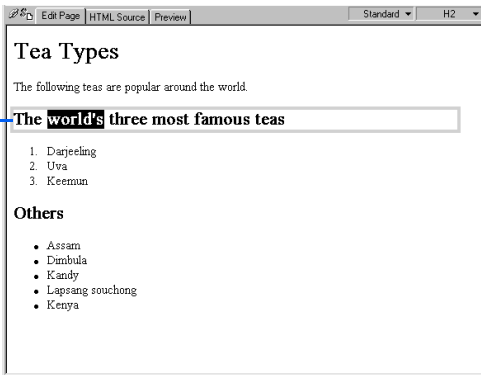 Edit Page HTML Source Preview Standard H2
Tea Types
The following teas are popular around the world.
The world's three most famous teas
1. Darjeeling
2. Uva
3. Keemun
Others
• Assam
• Dimbula
• Kandy
• Lapsang souchong
• Kenya